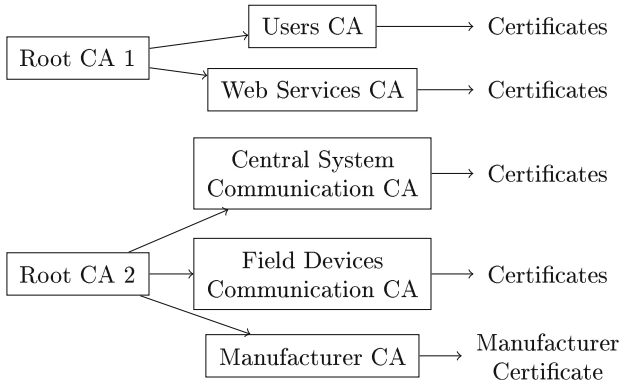 Users CA
Certificates
Root CA 1
Web Services CA
Certificates
Central System
Communication CA
Certificates
Root CA 2
Field Devices
Communication CA
Certificates
Manufacturer CA
Manufacturer
Certificate